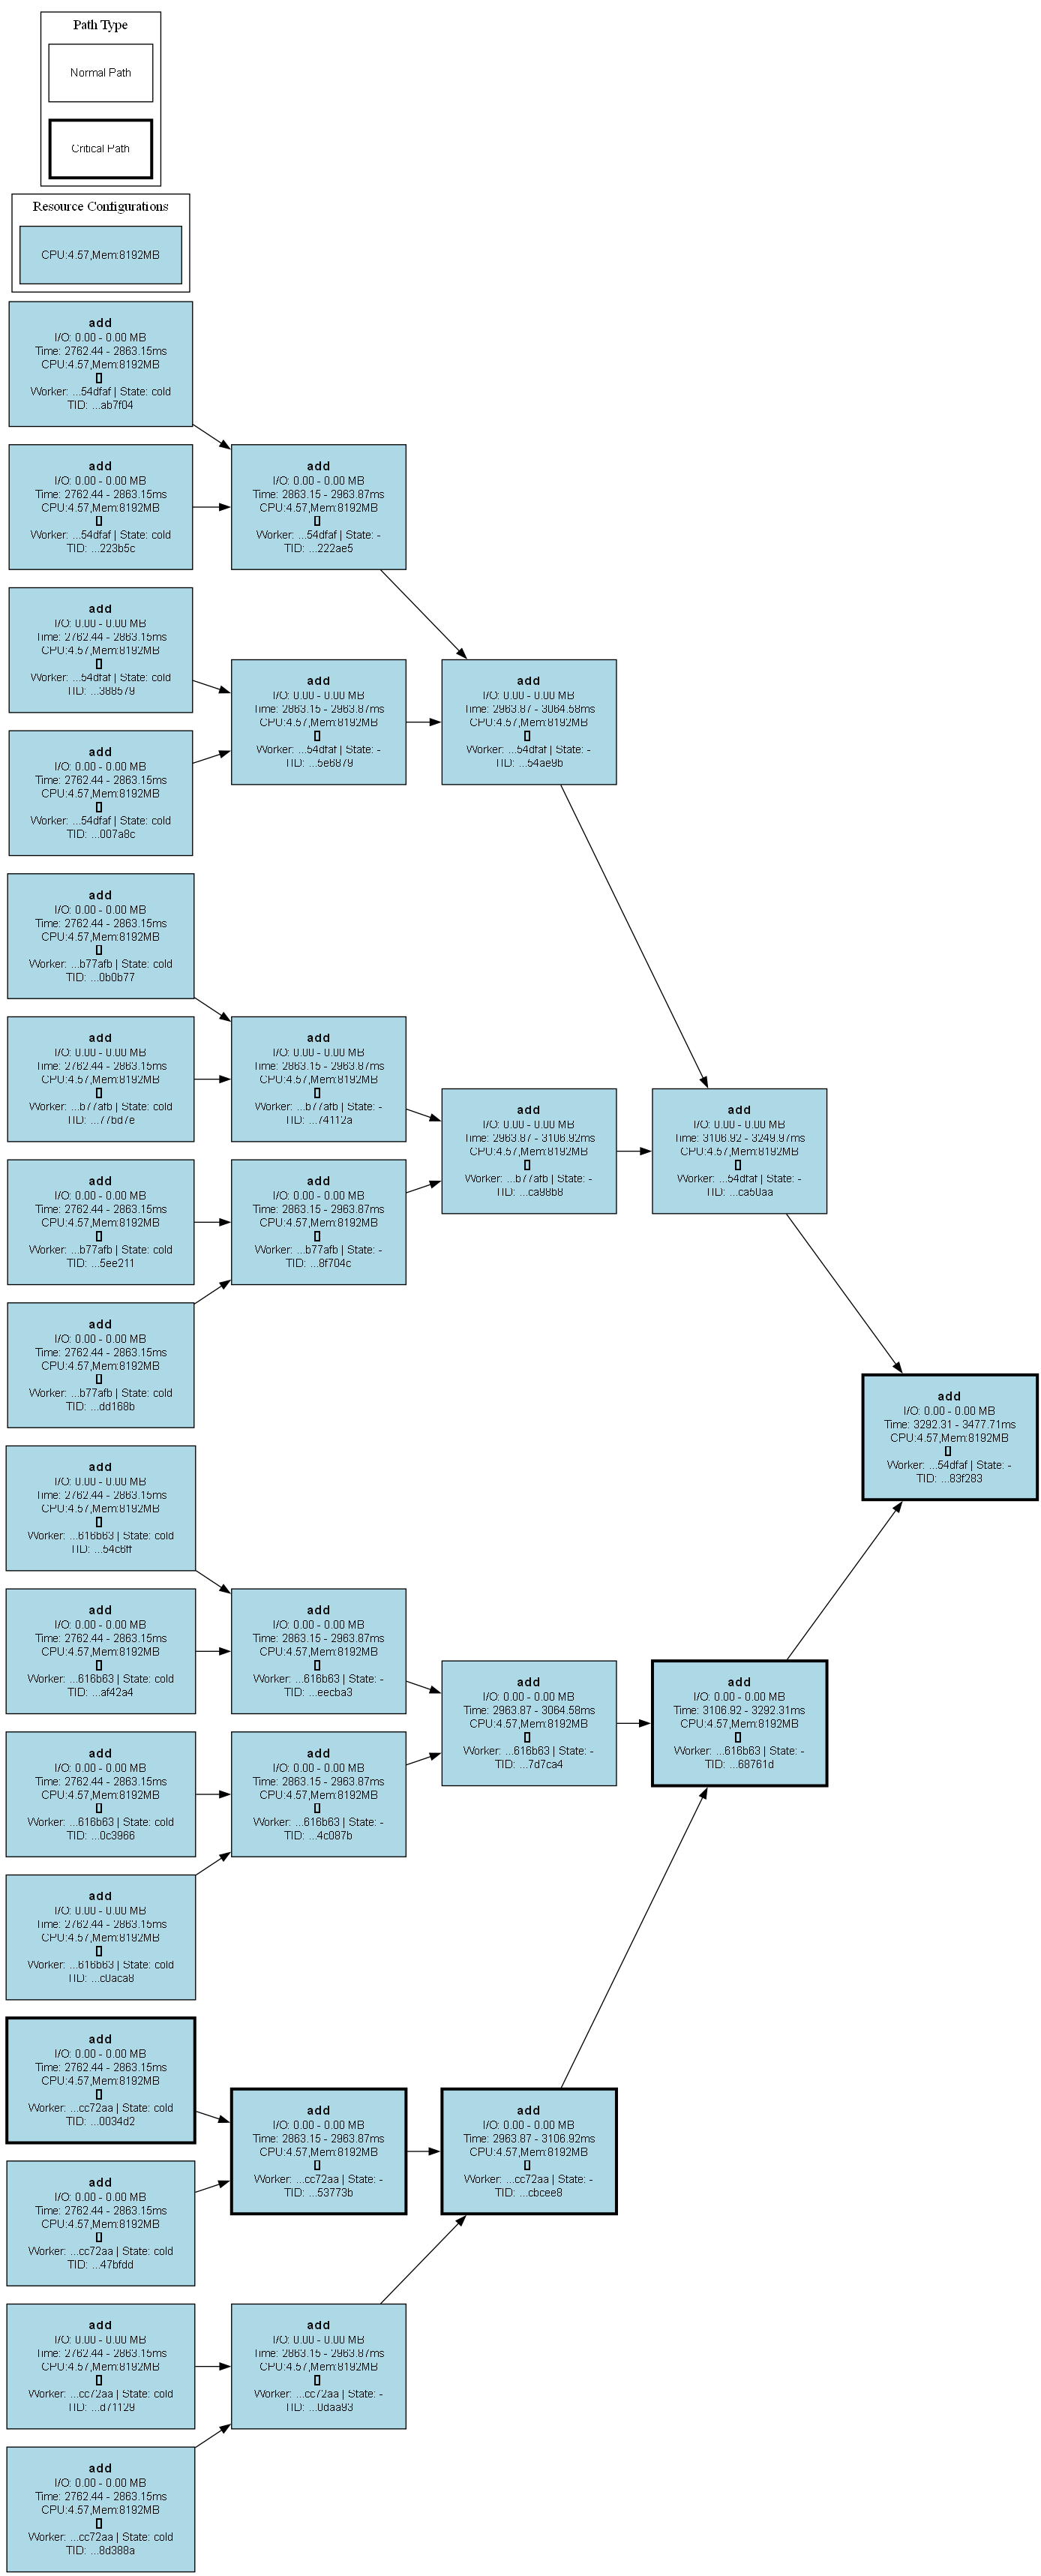 Path Type
Normal Path
Critical Path
Resource Configurations
CPU:4.57,Mem:8192MB
add
I/O: 0.00 - 0.00 MB
Time: 2762.44 - 2863.15ms
CPU:4.57,Mem:8192MB
[]
Worker: ...54dfaf | State: cold
TID: ...ab7f04
add
I/O: 0.00 - 0.00 MB
Time: 2762.44 - 2863.15ms
CPU:4.57,Mem:8192MB
[]
Worker: ...54dfaf | State: cold
TID: ...223b5c
add
I/O: 0.00 - 0.00 MB
Time: 2863.15 - 2963.87ms
CPU:4.57,Mem:8192MB
[]
Worker: ...54dfaf | State: -
TID: ...222ae5
add
I/O: 0.00 - 0.00 MB
Time: 2762.44 - 2863.15ms
CPU:4.57,Mem:8192MB
[]
Worker: ...54dfaf | State: cold
TID: ...388579
add
I/O: 0.00 - 0.00 MB
Time: 2863.15 - 2963.87ms
CPU:4.57,Mem:8192MB
[]
Worker: ...54dfaf | State: -
TID: ...5e6879
add
I/O: 0.00 - 0.00 MB
Time: 2963.87 - 3064.58ms
CPU:4.57,Mem:8192MB
[]
Worker: ...54dfaf | State: -
TID: ...54ae9b
add
I/O: 0.00 - 0.00 MB
Time: 2762.44 - 2863.15ms
CPU:4.57,Mem:8192MB
[]
Worker: ...54dfaf | State: cold
TID: ...007a8c
add
I/O: 0.00 - 0.00 MB
Time: 2762.44 - 2863.15ms
CPU:4.57,Mem:8192MB
[]
Worker: ...b77afb | State: cold
TID: ...0b0b77
add
I/O: 0.00 - 0.00 MB
Time: 2762.44 - 2863.15ms
CPU:4.57,Mem:8192MB
[]
Worker: ...b77afb | State: cold
TID: ...77bd7e
add
I/O: 0.00 - 0.00 MB
Time: 2863.15 - 2963.87ms
CPU:4.57,Mem:8192MB
[]
Worker: ...b77afb | State: -
TID: ...74112a
add
I/O: 0.00 - 0.00 MB
Time: 2963.87 - 3106.92ms
CPU:4.57,Mem:8192MB
[]
Worker: ...b77afb | State: -
TID: ...ca98b8
add
I/O: 0.00 - 0.00 MB
Time: 3106.92 - 3249.97ms
CPU:4.57,Mem:8192MB
[]
Worker: ...54dfaf | State: -
TID: ...ca50aa
add
I/O: 0.00 - 0.00 MB
Time: 2762.44 - 2863.15ms
CPU:4.57,Mem:8192MB
[]
Worker: ...b77afb | State: cold
TID: ...5ee211
add
I/O: 0.00 - 0.00 MB
Time: 2863.15 - 2963.87ms
CPU:4.57,Mem:8192MB
[]
Worker: ...b77afb | State: -
TID: ...8f704c
add
I/O: 0.00 - 0.00 MB
Time: 2762.44 - 2863.15ms
CPU:4.57,Mem:8192MB
[]
Worker: ...b77afb | State: cold
TID: ...dd168b
add
I/O: 0.00 - 0.00 MB
Time: 3292.31 - 3477.71ms
CPU:4.57,Mem:8192MB
[]
Worker: ...54dfaf | State: -
TID: ...83f283
add
I/O: 0.00 - 0.00 MB
Time: 2762.44 - 2863.15ms
CPU:4.57,Mem:8192MB
[]
Worker: ...616b63 | State: cold
TID: ...54c6ff
add
I/O: 0.00 - 0.00 MB
Time: 2762.44 - 2863.15ms
CPU:4.57,Mem:8192MB
[]
Worker: ...616b63 | State: cold
TID: ...af42a4
add
I/O: 0.00 - 0.00 MB
Time: 2863.15 - 2963.87ms
CPU:4.57,Mem:8192MB
[]
Worker: ...616b63 | State: -
TID: ...eecba3
add
I/O: 0.00 - 0.00 MB
Time: 2963.87 - 3064.58ms
CPU:4.57,Mem:8192MB
[]
Worker: ...616b63 | State: -
TID: ...7d7ca4
add
I/O: 0.00 - 0.00 MB
Time: 3106.92 - 3292.31ms
CPU:4.57,Mem:8192MB
[]
Worker: ...616b63 | State: -
TID: ...68761d
add
I/O: 0.00 - 0.00 MB
Time: 2762.44 - 2863.15ms
CPU:4.57,Mem:8192MB
[]
Worker: ...616b63 | State: cold
TID: ...0c3966
add
I/O: 0.00 - 0.00 MB
Time: 2863.15 - 2963.87ms
CPU:4.57,Mem:8192MB
[]
Worker: ...616b63 | State: -
TID: ...4c087b
add
I/O: 0.00 - 0.00 MB
Time: 2762.44 - 2863.15ms
CPU:4.57,Mem:8192MB
[]
Worker: ...616b63 | State: cold
TID: ...c0aca8
add
I/O: 0.00 - 0.00 MB
Time: 2762.44 - 2863.15ms
CPU:4.57,Mem:8192MB
[]
Worker: ...cc72aa | State: cold
TID: ...0034d2
add
I/O: 0.00 - 0.00 MB
Time: 2863.15 - 2963.87ms
CPU:4.57,Mem:8192MB
[]
Worker: ...cc72aa | State: -
TID: ...53773b
add
I/O: 0.00 - 0.00 MB
Time: 2963.87 - 3106.92ms
CPU:4.57,Mem:8192MB
[]
Worker: ...cc72aa | State: -
TID: ...cbcee8
add
I/O: 0.00 - 0.00 MB
Time: 2762.44 - 2863.15ms
CPU:4.57,Mem:8192MB
[]
Worker: ...cc72aa | State: cold
TID: ...47bfdd
add
I/O: 0.00 - 0.00 MB
Time: 2762.44 - 2863.15ms
CPU:4.57,Mem:8192MB
[]
Worker: ...cc72aa | State: cold
TID: ...d71129
add
I/O: 0.00 - 0.00 MB
Time: 2863.15 - 2963.87ms
CPU:4.57,Mem:8192MB
[]
Worker: ...cc72aa | State: -
TID: ...0daa93
add
I/O: 0.00 - 0.00 MB
Time: 2762.44 - 2863.15ms
CPU:4.57,Mem:8192MB
[]
Worker: ...cc72aa | State: cold
TID: ...8d388a